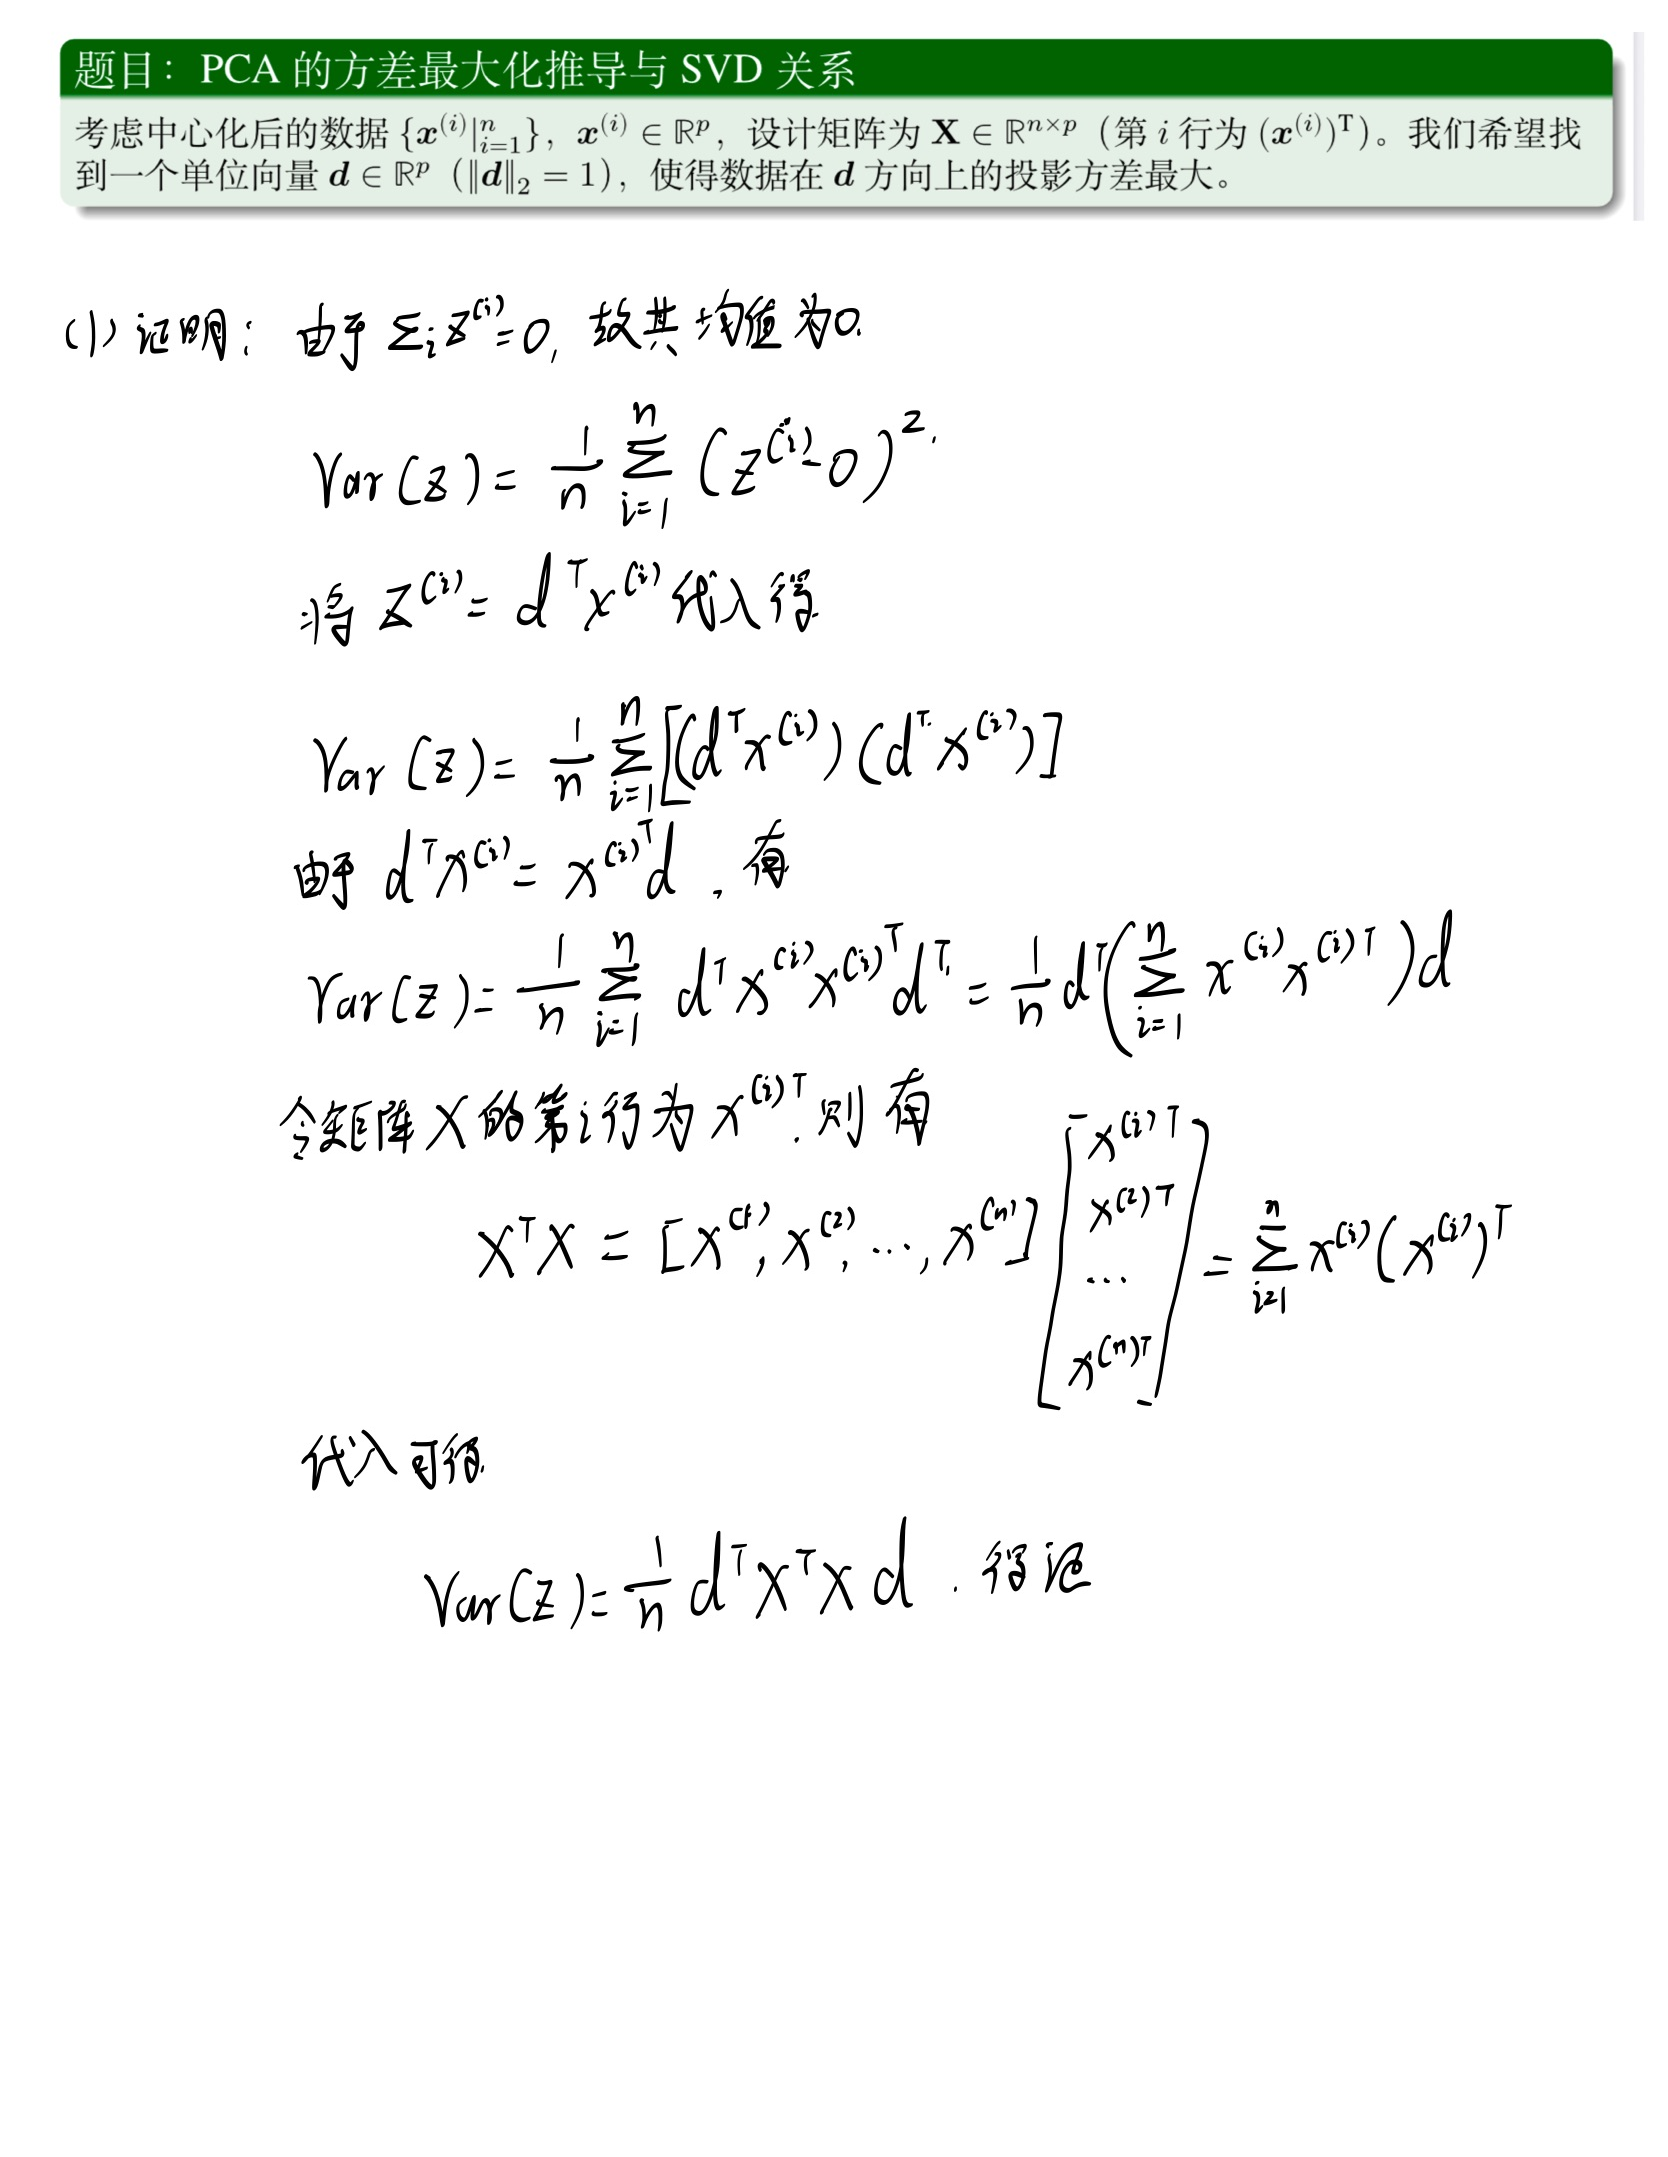 题目：PCA 的方差最大化推导与 SVD 关系
考虑中心化后的数据 {x^{(i)}|_{i=1}^{n}}，x^{(i)} ∈ ℝ^p，设计矩阵为 X ∈ ℝ^{n×p}（第 i 行为 (x^{(i)})^T）。我们希望找
到一个单位向量 d ∈ ℝ^p（‖d‖_2 = 1），使得数据在 d 方向上的投影方差最大。
(1) 证明：由于 Σ_i z^{(i)} = 0, 故其均值为0.
Var(z) = 1/n Σ_{i=1}^{n} (z^{(i)} - 0)^2.
将 z^{(i)} = d^T x^{(i)} 代入得
Var(z) = 1/n Σ_{i=1}^{n} [(d^T x^{(i)})(d^T x^{(i)})]
由于 d^T x^{(i)} = x^{(i)T} d , 有
Var(z) = 1/n Σ_{i=1}^{n} d^T x^{(i)} x^{(i)T} d^T = 1/n d^T (Σ_{i=1}^{n} x^{(i)} x^{(i)T}) d
令矩阵 X 的第 i 行为 x^{(i)T}. 则有
X^T X = [x^{(1)}, x^{(2)}, ..., x^{(n)}] [x^{(i)T} x^{(2)T} ... x^{(n)T}] = Σ_{i=1}^{n} x^{(i)} (x^{(i)})^T
代入可得
Var(z) = 1/n d^T X^T X d . 得证